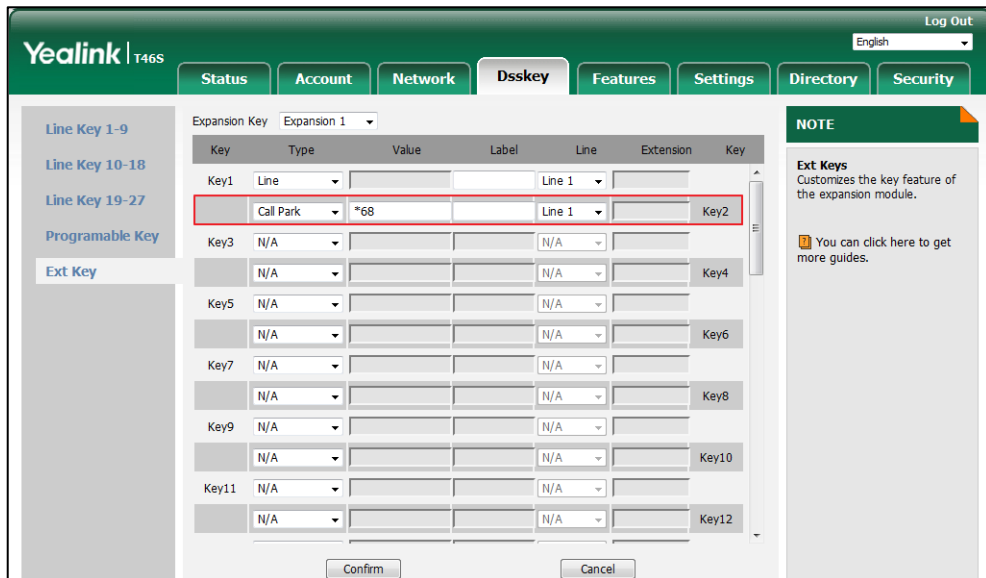 Log Out
Yealink T46S
English
Status Account Network Dsskey Features Settings Directory Security
Line Key 1-9
Line Key 10-18
Line Key 19-27
Programable Key
Ext Key
Expansion Key Expansion 1
Key Type Value Label Line Extension Key
Key1 Line Line 1
Call Park *68 Line 1 Key2
Key3 N/A N/A
N/A N/A Key4
Key5 N/A N/A
N/A N/A Key6
Key7 N/A N/A
N/A N/A Key8
Key9 N/A N/A
N/A N/A Key10
Key11 N/A N/A
N/A N/A Key12
Confirm Cancel
NOTE
Ext Keys
Customizes the key feature of
the expansion module.
? You can click here to get
more guides.